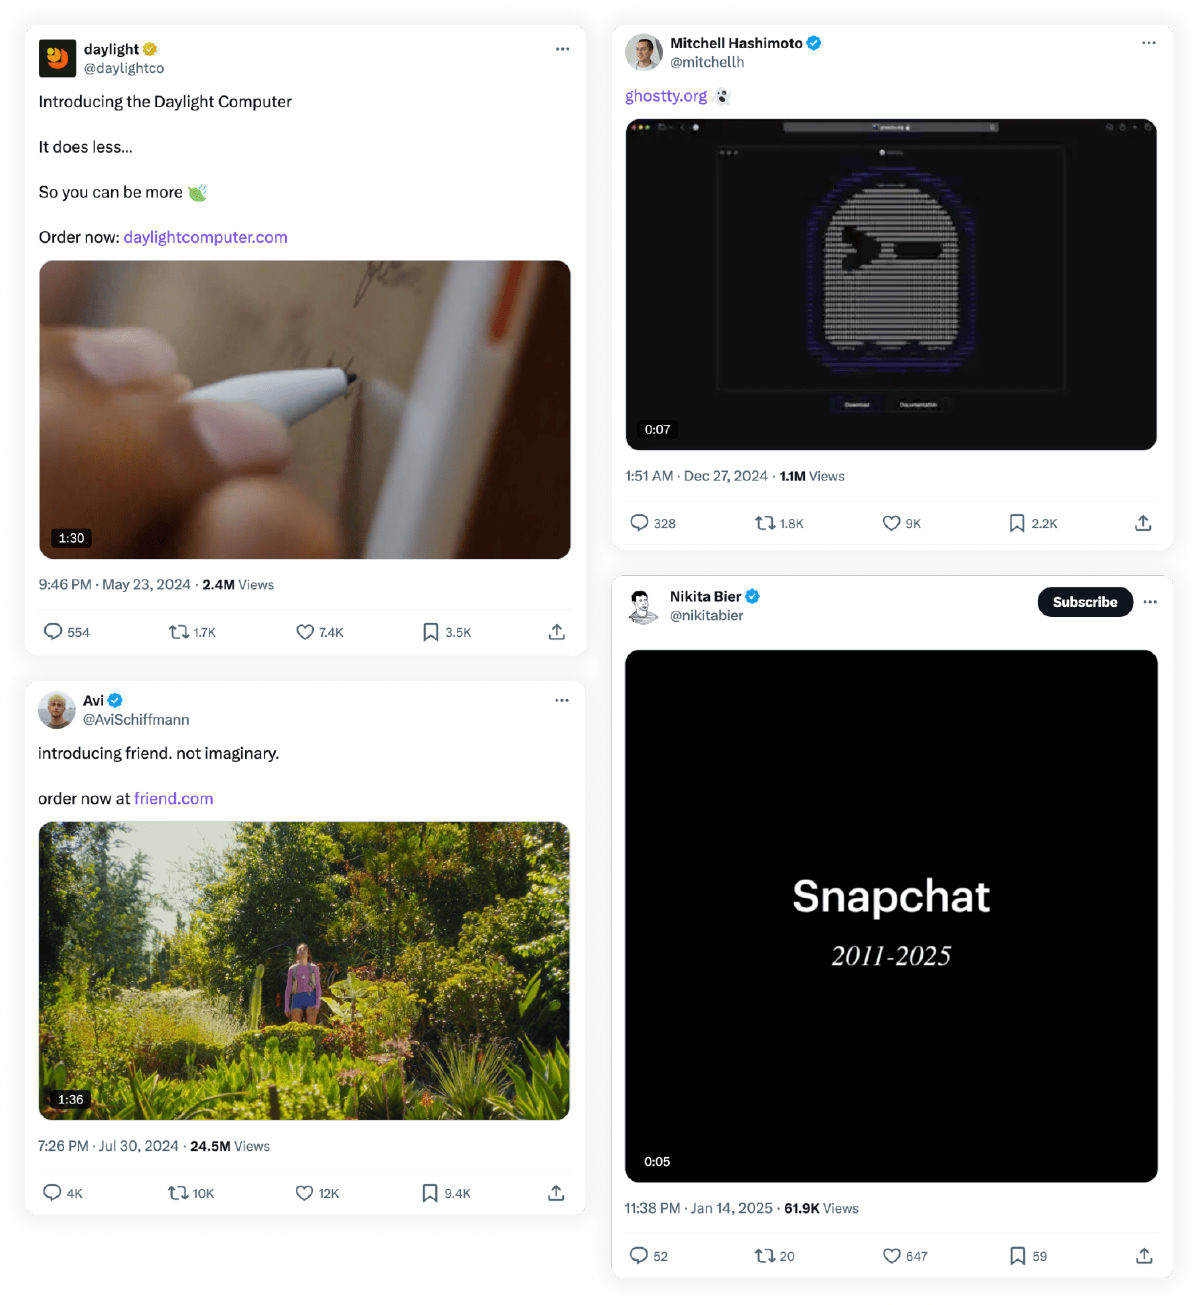 daylight
@daylightco
Introducing the Daylight Computer
It does less...
So you can be more
Order now: daylightcomputer.com
1:30
9:46 PM · May 23, 2024 · 2.4M Views
554
1.7K
7.4K
3.5K
Avi
@AviSchiffmann
introducing friend. not imaginary.
order now at friend.com
1:36
7:26 PM · Jul 30, 2024 · 24.5M Views
4K
10K
12K
9.4K
Mitchell Hashimoto
@mitchellh
ghostty.org
Download
Documentation
0:07
1:51 AM · Dec 27, 2024 · 1.1M Views
328
1.8K
9K
2.2K
Nikita Bier
@nikitabier
Subscribe
Snapchat
2011-2025
0:05
11:38 PM · Jan 14, 2025 · 61.9K Views
52
20
647
59